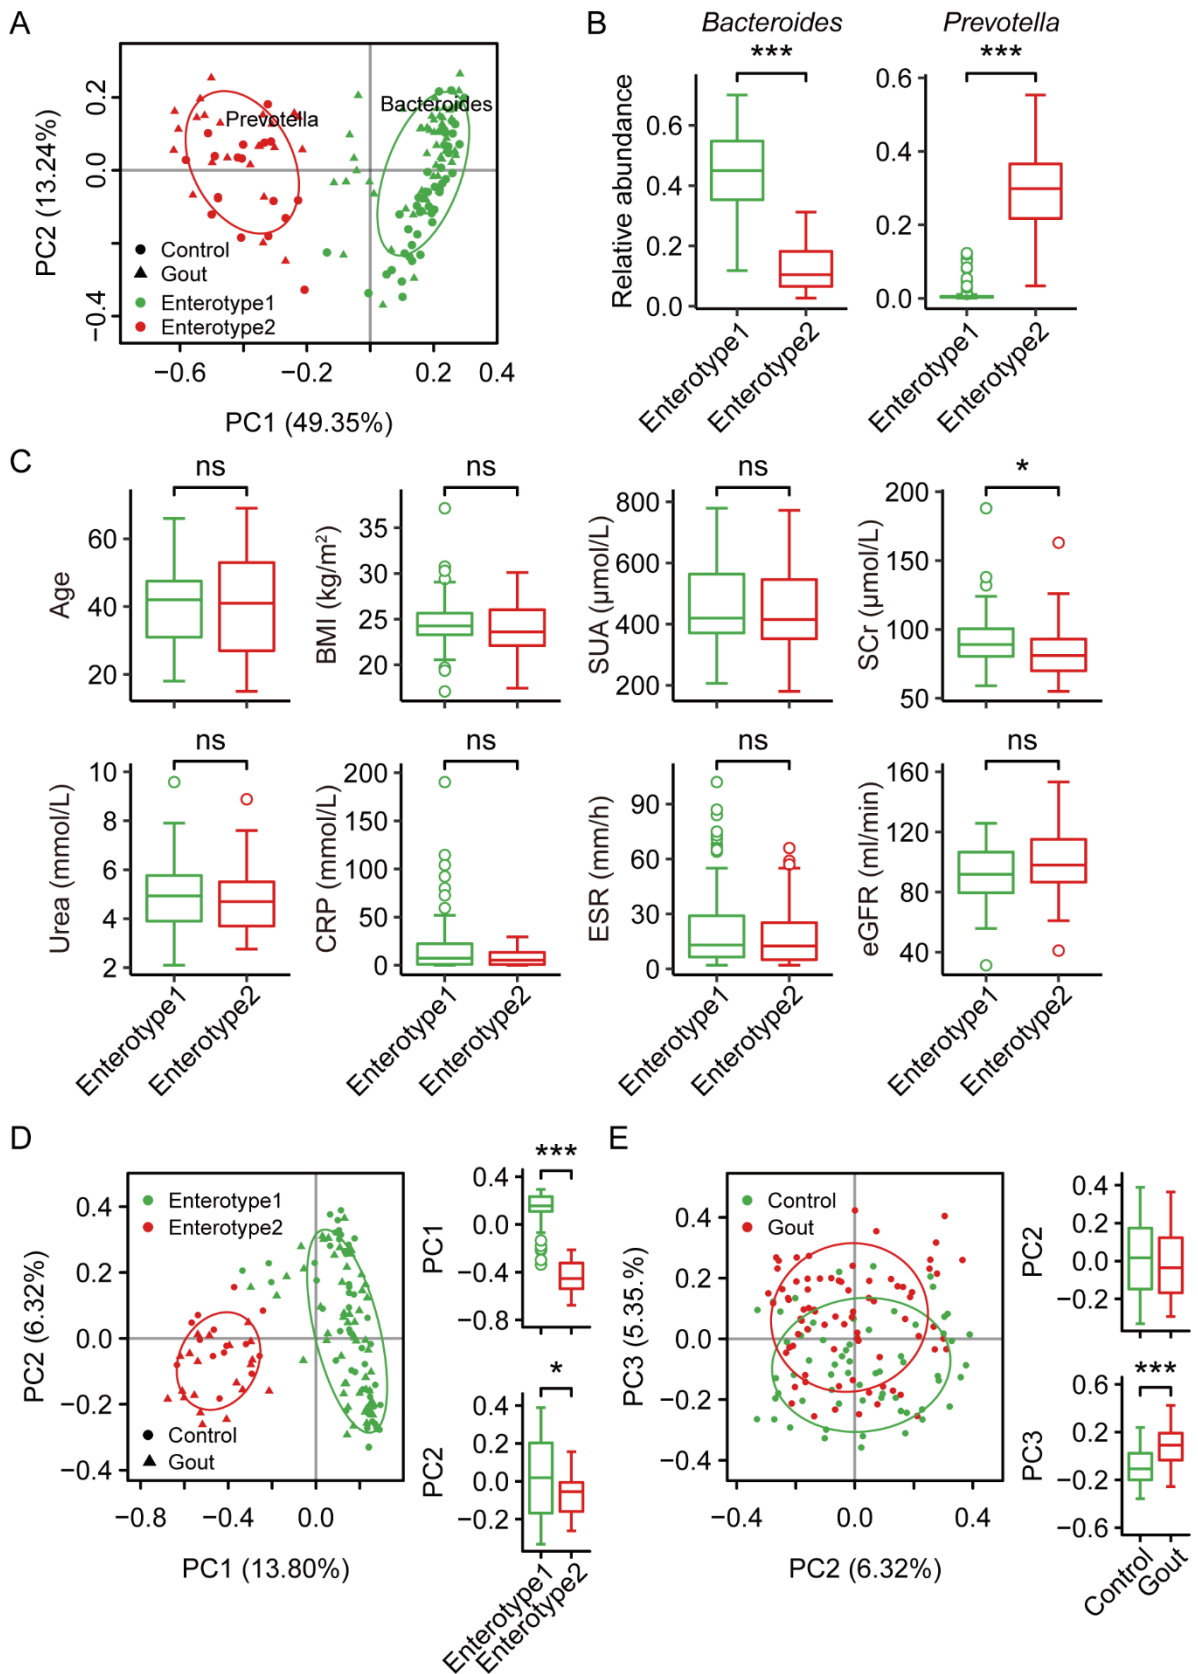 A
PC2 (13.24%)
0.2
0.0
−0.4
Prevotella
Bacteroides
Control
Gout
Enterotype1
Enterotype2
−0.6
−0.2
0.2
0.4
PC1 (49.35%)
B
Bacteroides
Prevotella
***
***
Relative abundance
0.6
0.4
0.2
0.0
0.6
0.4
0.2
0.0
Enterotype1
Enterotype2
Enterotype1
Enterotype2
C
ns
Age
60
40
20
ns
BMI (kg/m²)
35
30
25
20
ns
SUA (μmol/L)
800
600
400
200
*
SCr (μmol/L)
200
150
100
50
ns
Urea (mmol/L)
10
8
6
4
2
Enterotype1
Enterotype2
ns
CRP (mmol/L)
200
150
100
50
0
Enterotype1
Enterotype2
ns
ESR (mm/h)
90
60
30
0
Enterotype1
Enterotype2
ns
eGFR (ml/min)
160
120
80
40
Enterotype1
Enterotype2
D
PC2 (6.32%)
0.4
0.2
0.0
−0.4
Enterotype1
Enterotype2
Control
Gout
−0.8
−0.4
0.0
PC1 (13.80%)
***
PC1
0.4
0.0
−0.4
−0.8
*
PC2
0.4
0.2
0.0
−0.2
Enterotype1
Enterotype2
E
PC3 (5.35.%)
0.4
0.2
0.0
−0.2
−0.4
Control
Gout
−0.4
0.0
0.4
PC2 (6.32%)
PC2
0.4
0.2
0.0
−0.2
***
PC3
0.6
0.2
−0.2
−0.6
Control
Gout